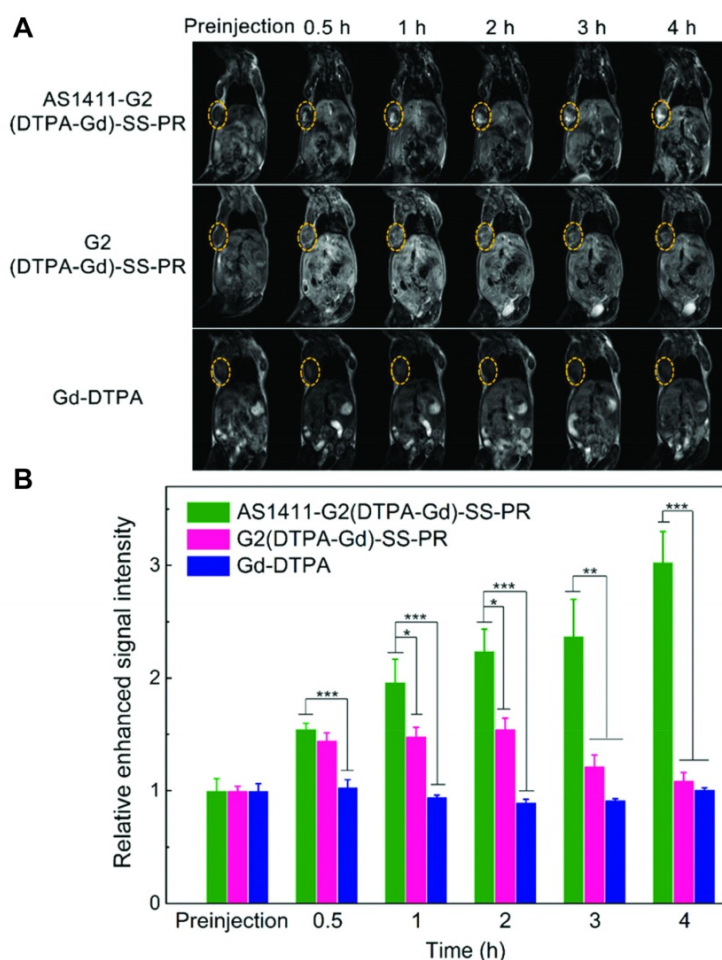 A
Preinjection 0.5 h 1 h 2 h 3 h 4 h
AS1411-G2
(DTPA-Gd)-SS-PR
G2
(DTPA-Gd)-SS-PR
Gd-DTPA
B
AS1411-G2(DTPA-Gd)-SS-PR
G2(DTPA-Gd)-SS-PR
Gd-DTPA
Relative enhanced signal intensity
3
2
1
0
***
***
*
***
*
**
***
Preinjection 0.5 1 2 3 4
Time (h)